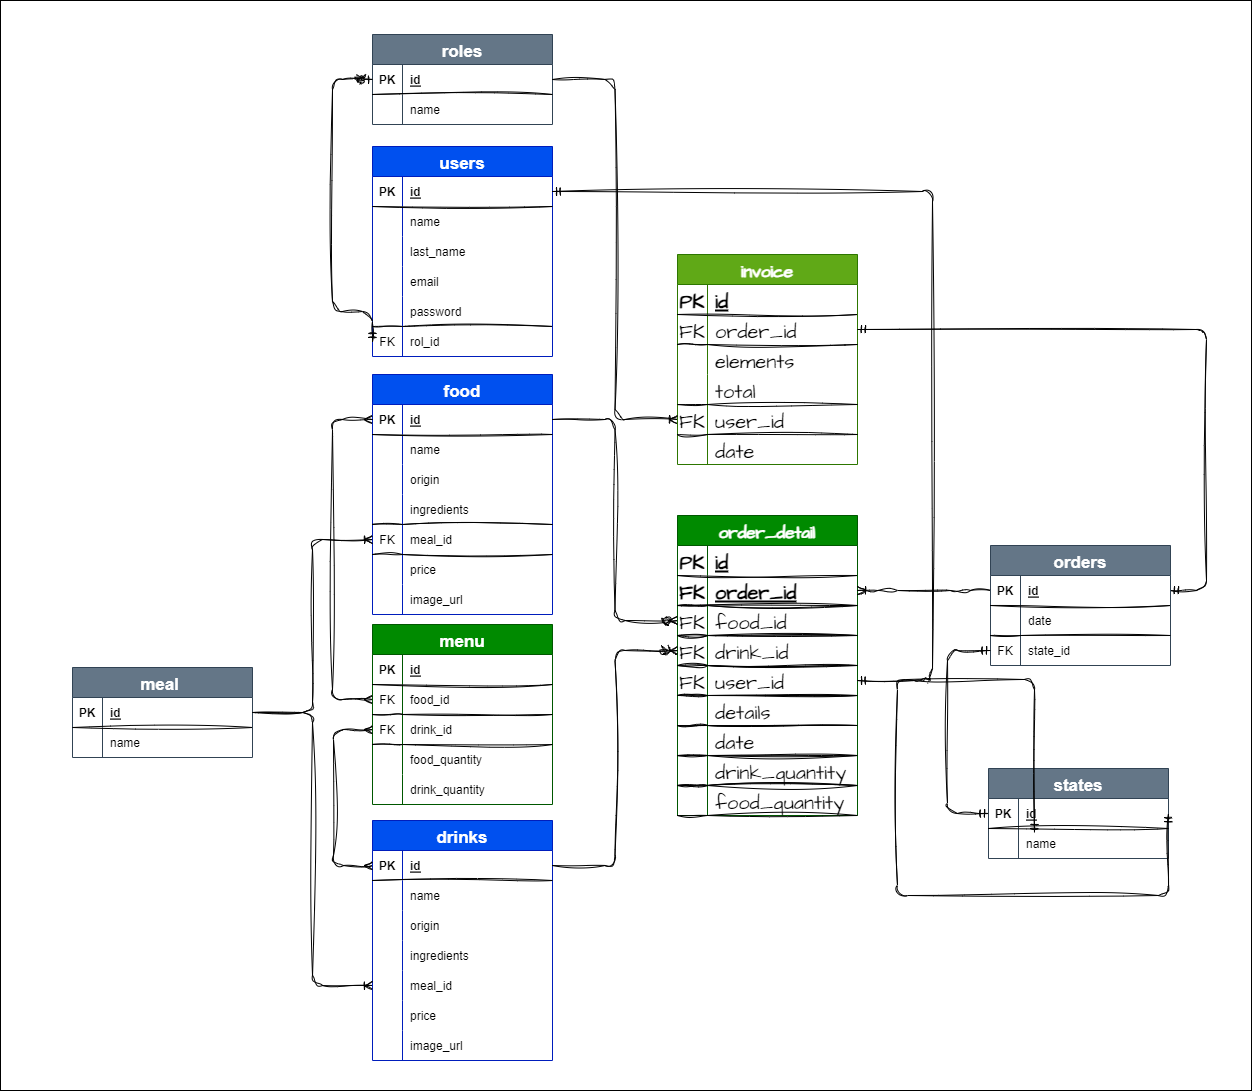 roles
PK id
name
users
PK id
name
last_name
email
password
FK rol_id
food
PK id
name
origin
ingredients
FK meal_id
price
image_url
menu
PK id
FK food_id
FK drink_id
food_quantity
drink_quantity
meal
PK id
name
drinks
PK id
name
origin
ingredients
meal_id
price
image_url
invoice
PK id
FK order_id
elements
total
FK user_id
date
order_detail
PK id
FK order_id
FK food_id
FK drink_id
FK user_id
details
date
drink_quantity
food_quantity
orders
PK id
date
FK state_id
states
PK id
name